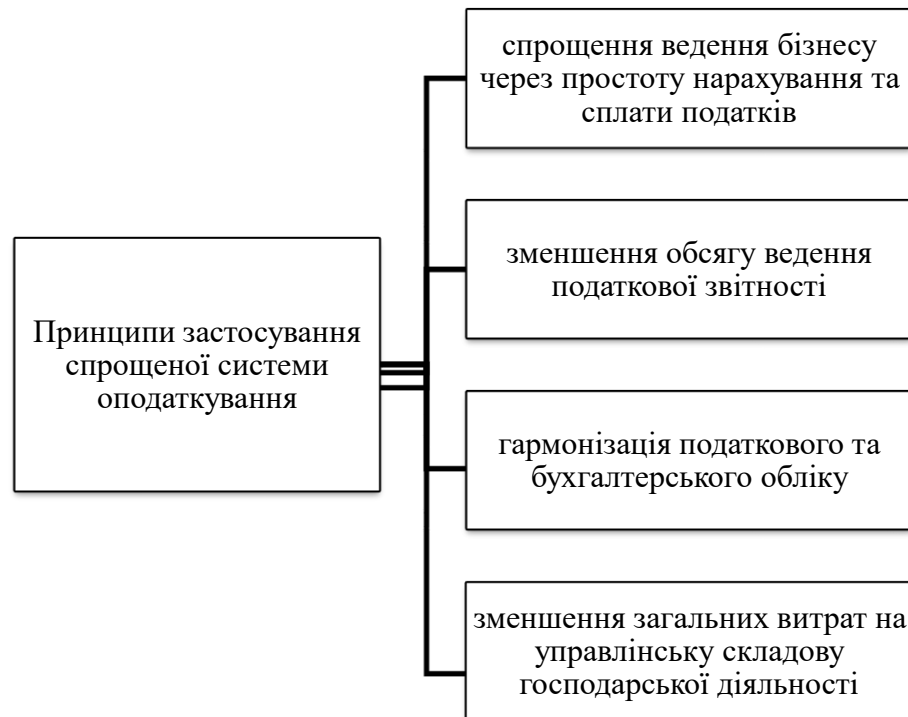 Принципи застосування
спрощеної системи
оподаткування
спрощення ведення бізнесу
через простоту нарахування та
сплати податків
зменшення обсягу ведення
податкової звітності
гармонізація податкового та
бухгалтерського обліку
зменшення загальних витрат на
управлінську складову
господарської діяльності